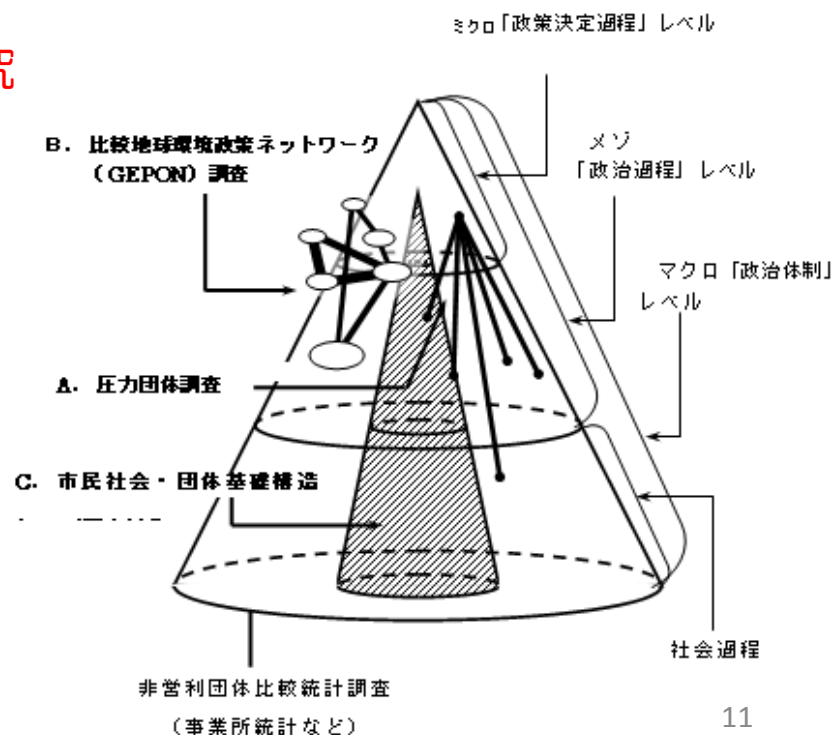 究
ミクロ「政策決定過程」レベル
B. 比較地球環境政策ネットワーク
（GEPON）調査
メゾ
「政治過程」レベル
マクロ「政治体制」
レベル
A. 圧力団体調査
C. 市民社会・団体基礎構造
社会過程
非営利団体比較統計調査
（事業所統計など）
11